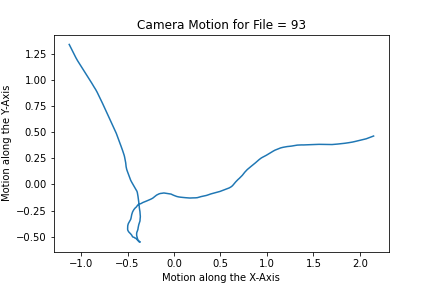 Camera Motion for File = 93
Motion along the Y-Axis
1.25
1.00
0.75
0.50
0.25
0.00
−0.25
−0.50
−1.0 −0.5 0.0 0.5 1.0 1.5 2.0
Motion along the X-Axis